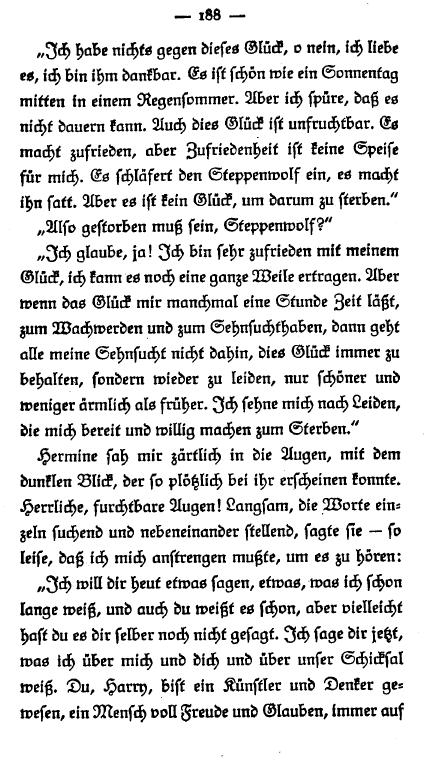 — 188 —
„Ich habe nichts gegen dieses Glück, o nein, ich liebe
es, ich bin ihm dankbar. Es ist schön wie ein Sonnentag
mitten in einem Regensommer. Aber ich spüre, daß es
nicht dauern kann. Auch dies Glück ist unfruchtbar. Es
macht zufrieden, aber Zufriedenheit ist keine Speise
für mich. Es schläfert den Steppenwolf ein, es macht
ihn satt. Aber es ist kein Glück, um darum zu sterben.“
„Also gestorben muß sein, Steppenwolf?“
„Ich glaube, ja! Ich bin sehr zufrieden mit meinem
Glück, ich kann es noch eine ganze Weile ertragen. Aber
wenn das Glück mir manchmal eine Stunde Zeit läßt,
zum Wachwerden und zum Sehnsuchthaben, dann geht
alle meine Sehnsucht nicht dahin, dies Glück immer zu
behalten, sondern wieder zu leiden, nur schöner und
weniger ärmlich als früher. Ich sehne mich nach Leiden,
die mich bereit und willig machen zum Sterben.“
Hermine sah mir zärtlich in die Augen, mit dem
dunklen Blick, der so plötzlich bei ihr erscheinen konnte.
Herrliche, furchtbare Augen! Langsam, die Worte ein-
zeln suchend und nebeneinander stellend, sagte sie — so
leise, daß ich mich anstrengen mußte, um es zu hören:
„Ich will dir heut etwas sagen, etwas, was ich schon
lange weiß, und auch du weißt es schon, aber vielleicht
hast du es dir selber noch nicht gesagt. Ich sage dir jetzt,
was ich über mich und dich und über unser Schicksal
weiß. Du, Harry, bist ein Künstler und Denker ge-
wesen, ein Mensch voll Freude und Glauben, immer auf